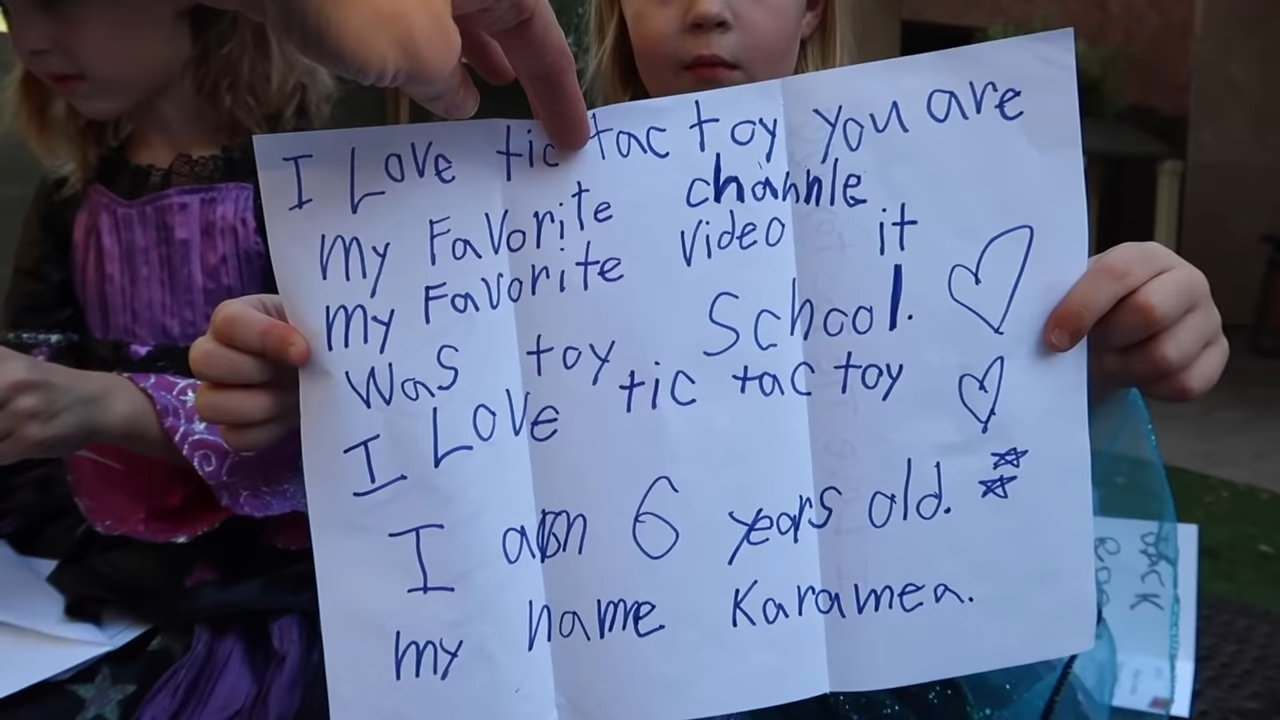 I Love tic tac toy you are
my Favorite channle
my Favorite video it
was toy School.
I LOVE tic tac toy
I am 6 years old.
my name Karamea.
JACK